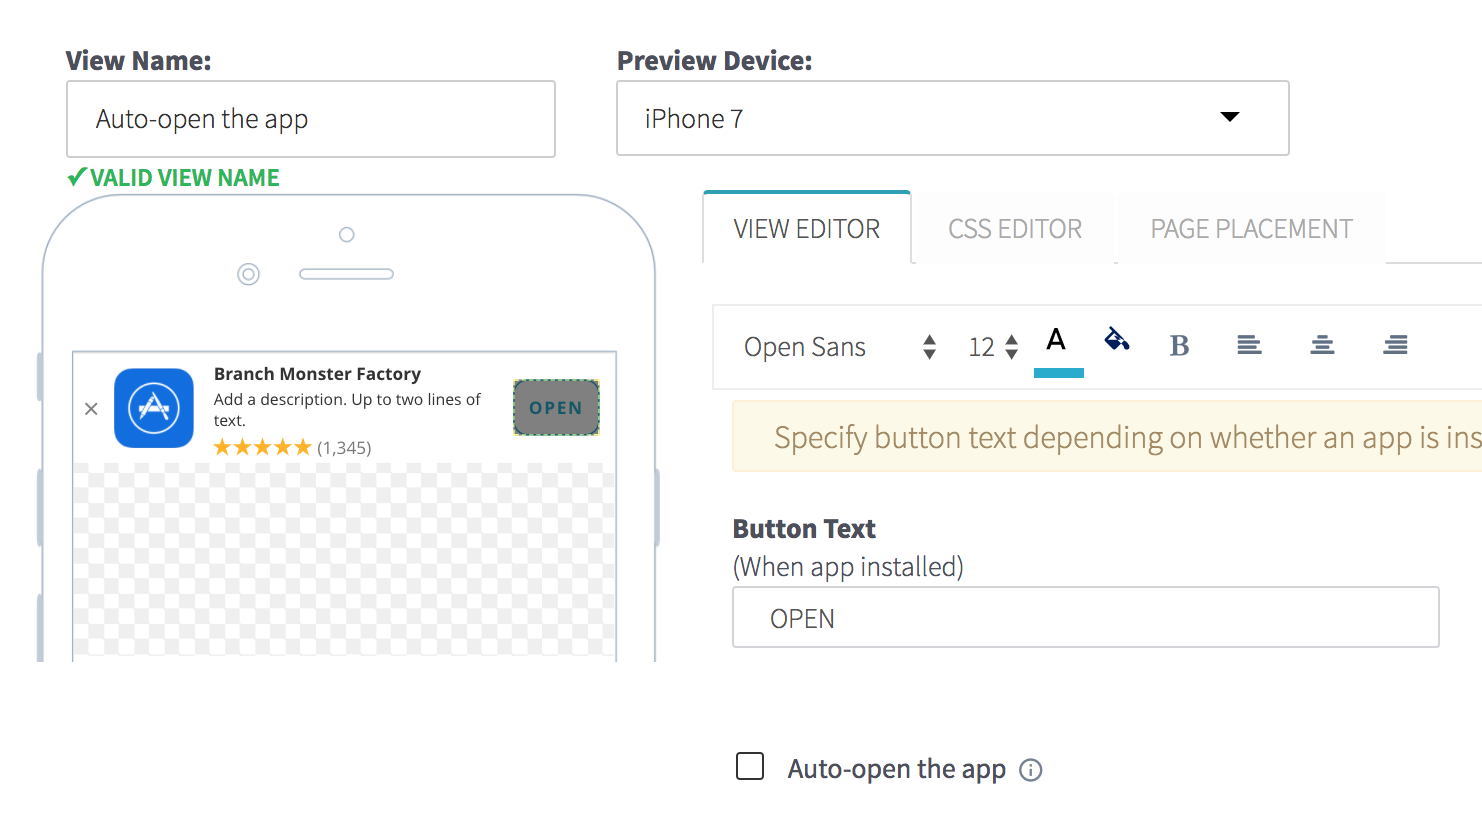 View Name:
Preview Device:
Auto-open the app
iPhone 7
✔VALID VIEW NAME
VIEW EDITOR
CSS EDITOR
PAGE PLACEMENT
Open Sans
12
A
B
Branch Monster Factory
Add a description. Up to two lines of
text.
★★★★★ (1,345)
OPEN
Specify button text depending on whether an app is ins
Button Text
(When app installed)
OPEN
Auto-open the app